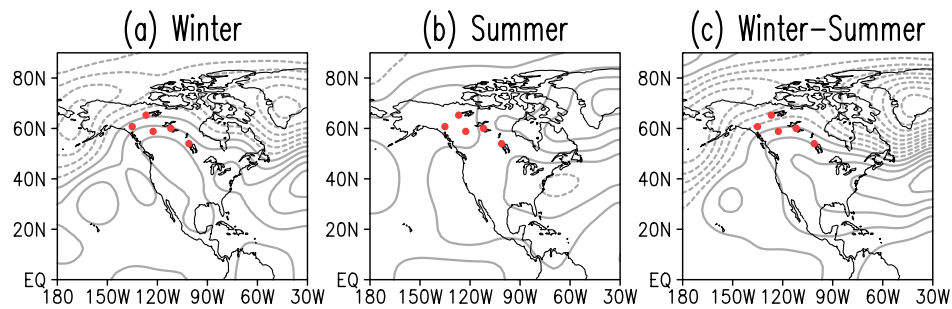 (a) Winter (b) Summer (c) Winter−Summer
80N 80N 80N
60N 60N 60N
40N 40N 40N
20N 20N 20N
EQ EQ EQ
180 150W 120W 90W 60W 30W 180 150W 120W 90W 60W 30W 180 150W 120W 90W 60W 30W